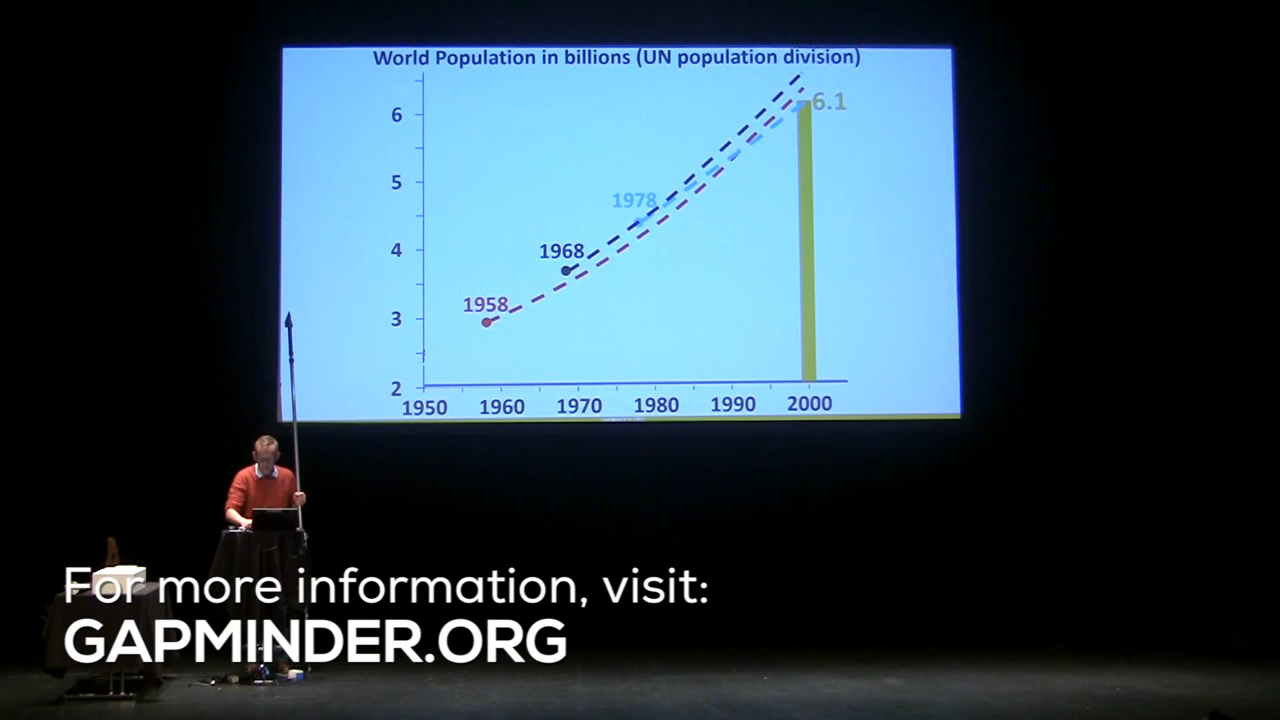 World Population in billions (UN population division)
6.1
6
5
1978
4
1968
3
1958
2
1950 1960 1970 1980 1990 2000
For more information, visit:
GAPMINDER.ORG